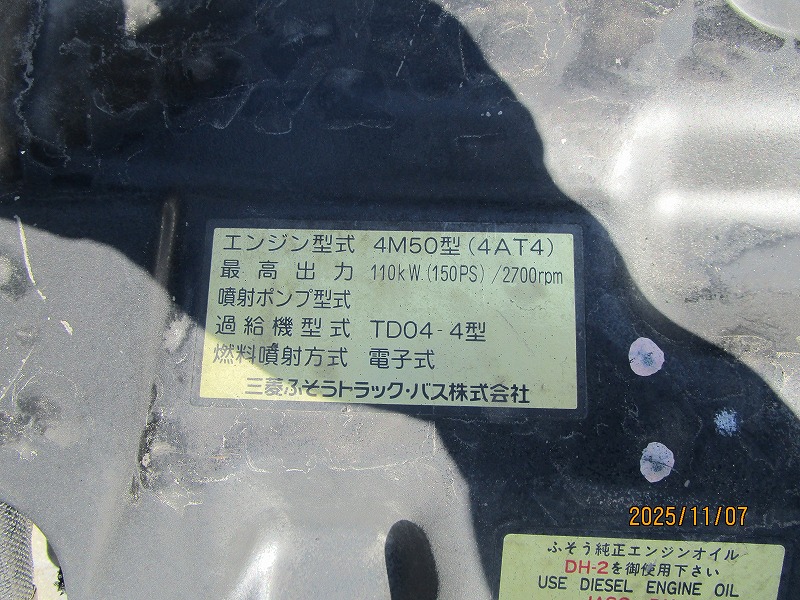 エンジン型式 4M50型(4AT4)
最高出力 110kW(150PS)/2700rpm
噴射ポンプ型式
過給機型式 TD04-4型
燃料噴射方式 電子式
三菱ふそうトラック・バス株式会社
2025/11/07
ふそう純正エンジンオイル
DH-2を御使用下さい
USE DIESEL ENGINE OIL